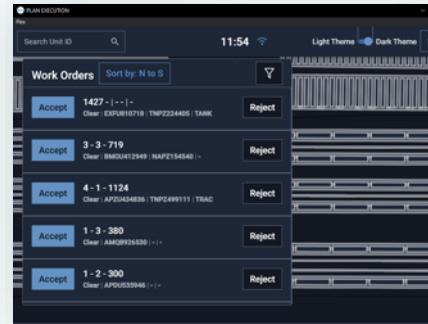 PLAN EXECUTION
Search Unit ID
11:54
Light Theme
Dark Theme
Work Orders
Sort by: N to S
Accept
1427 - | - - | -
Clear | EXFU810718 | TNPZ224405 | TANK
Reject
Accept
3 - 3 - 719
Clear | BMOU412949 | NAPZ154540 | -
Reject
Accept
4 - 1 - 1124
Clear | APZU434836 | TNPZ499111 | TRAC
Reject
Accept
1 - 3 - 380
Clear | AMQB926530 | - | -
Reject
Accept
1 - 2 - 300
Clear | APDU535946 | - | -
Reject